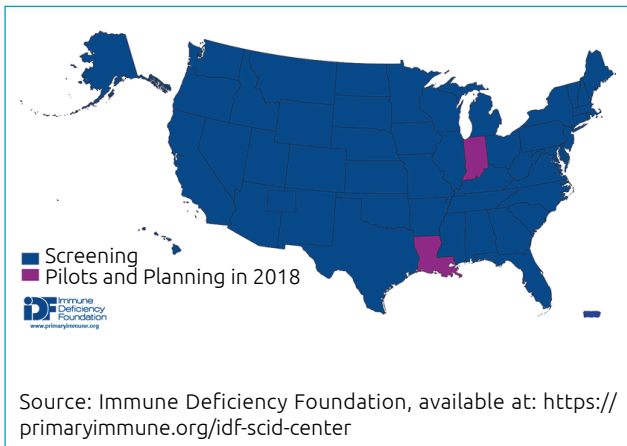 Screening
Pilots and Planning in 2018
IDF Immune
Deficiency
Foundation
www.primaryimmune.org
Source: Immune Deficiency Foundation, available at: https://
primaryimmune.org/idf-scid-center